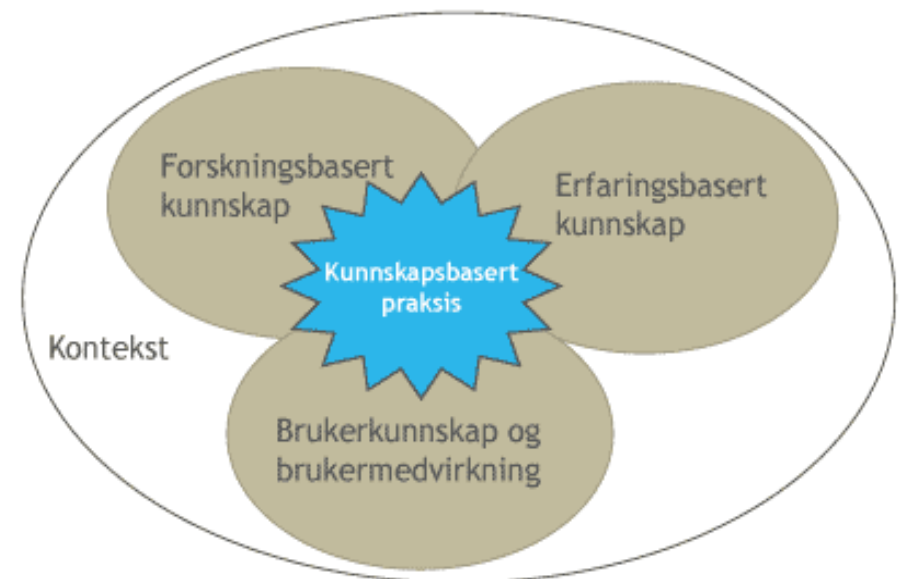 Forskningsbasert
kunnskap
Erfaringsbasert
kunnskap
Kunnskapsbasert
praksis
Kontekst
Brukerkunnskap og
brukermedvirkning